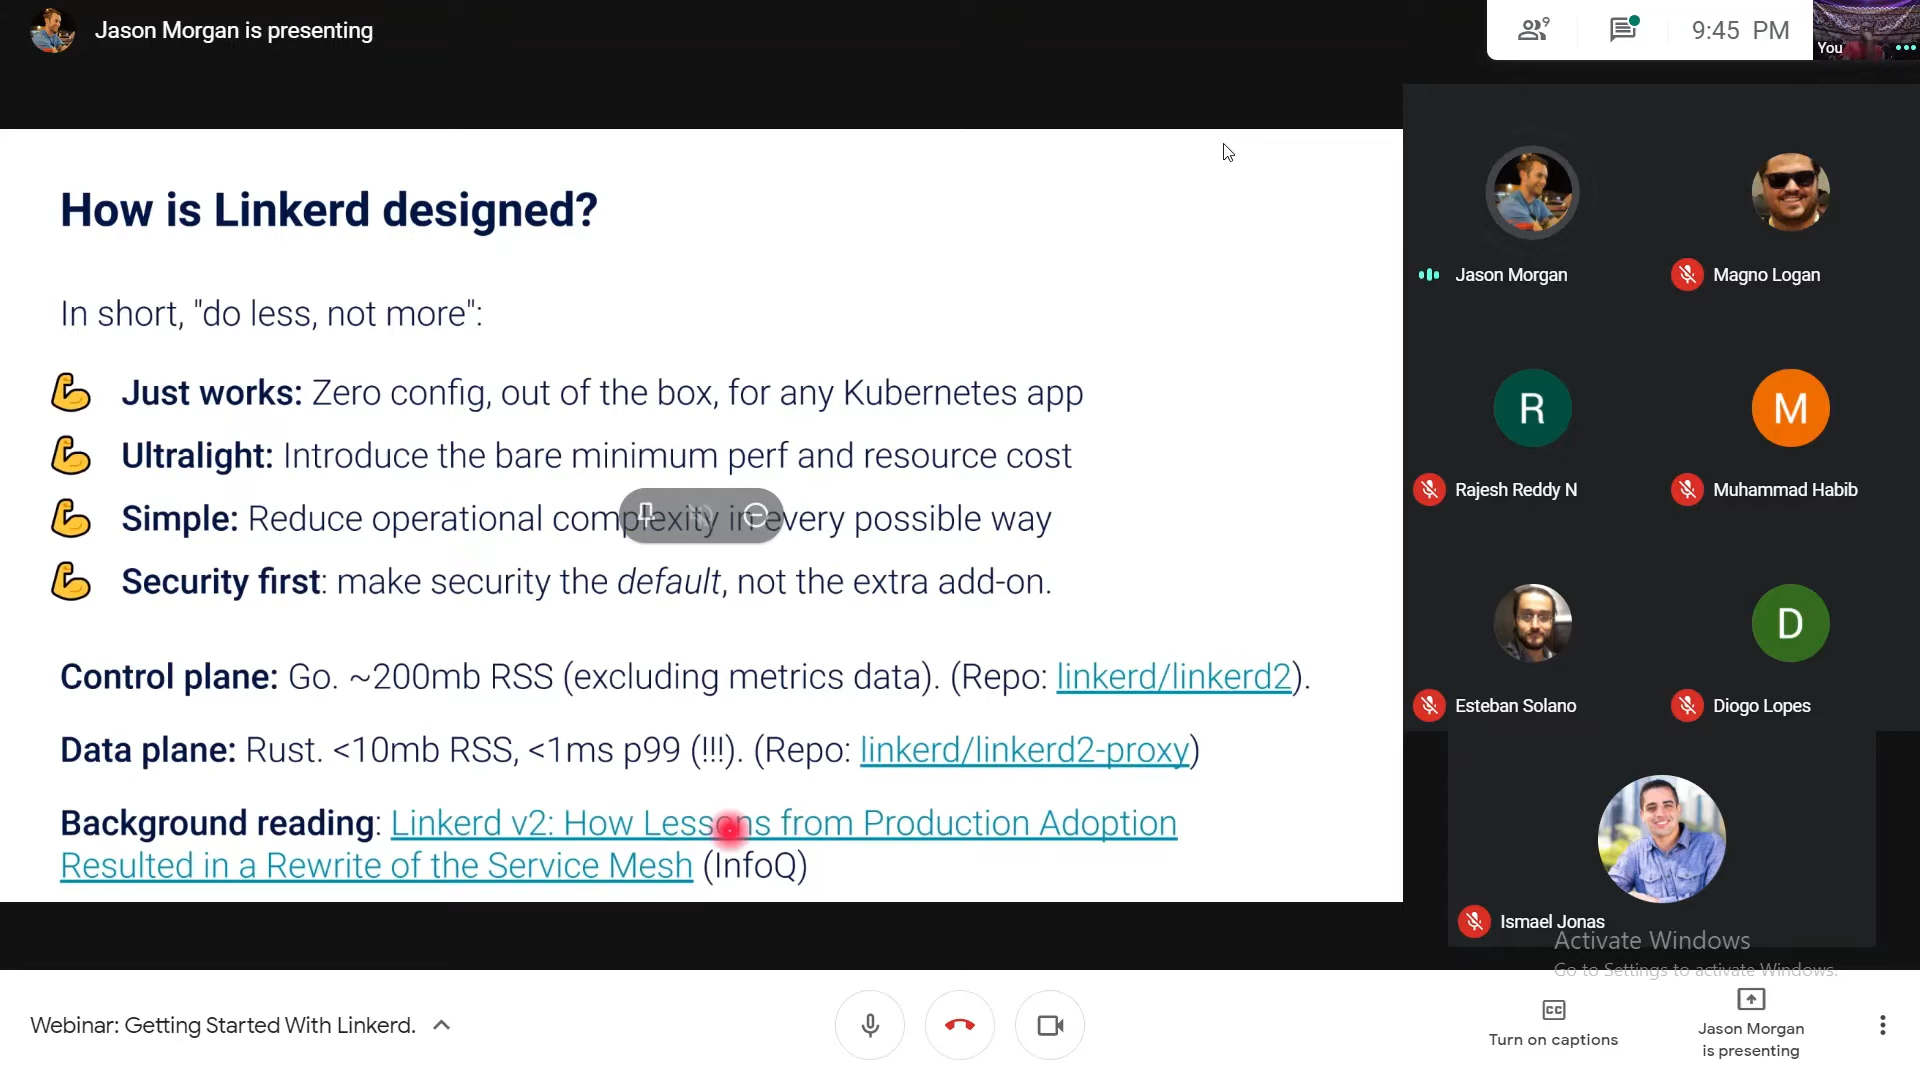 Jason Morgan is presenting
9
9:45 PM
You
How is Linkerd designed?
In short, "do less, not more":
Just works: Zero config, out of the box, for any Kubernetes app
Ultralight: Introduce the bare minimum perf and resource cost
Simple: Reduce operational complexity in every possible way
Security first: make security the default, not the extra add-on.
Control plane: Go. ~200mb RSS (excluding metrics data). (Repo: linkerd/linkerd2).
Data plane: Rust. <10mb RSS, <1ms p99 (!!!). (Repo: linkerd/linkerd2-proxy)
Background reading: Linkerd v2: How Lessons from Production Adoption
Resulted in a Rewrite of the Service Mesh (InfoQ)
Jason Morgan
Magno Logan
R
M
Rajesh Reddy N
Muhammad Habib
D
Esteban Solano
Diogo Lopes
Ismael Jonas
Activate Windows
Go to Settings to activate Windows.
Webinar: Getting Started With Linkerd.
CC
Turn on captions
Jason Morgan
is presenting